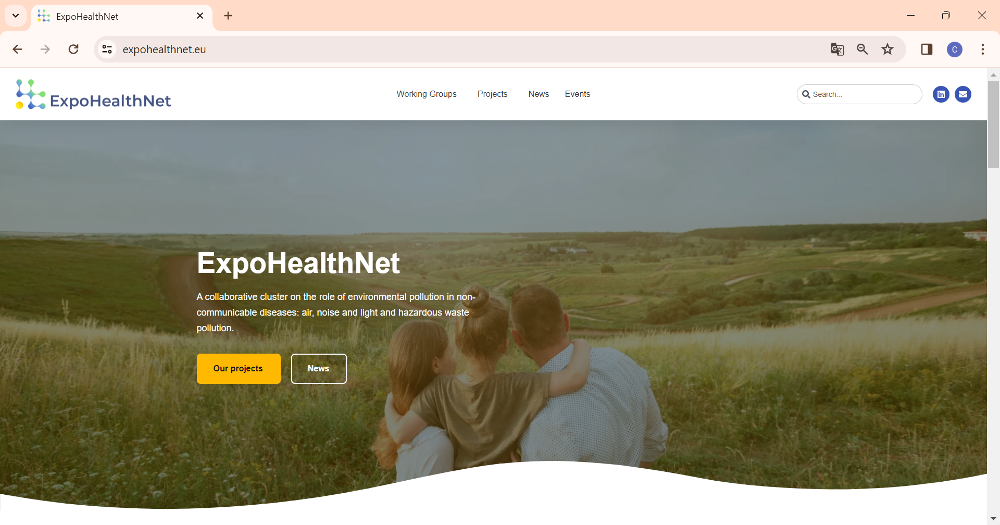 ExpoHealthNet
expohealthnet.eu
C
ExpoHealthNet
Working Groups
Projects
News
Events
Search...
in
ExpoHealthNet
A collaborative cluster on the role of environmental pollution in non-
communicable diseases: air, noise and light and hazardous waste
pollution.
Our projects
News